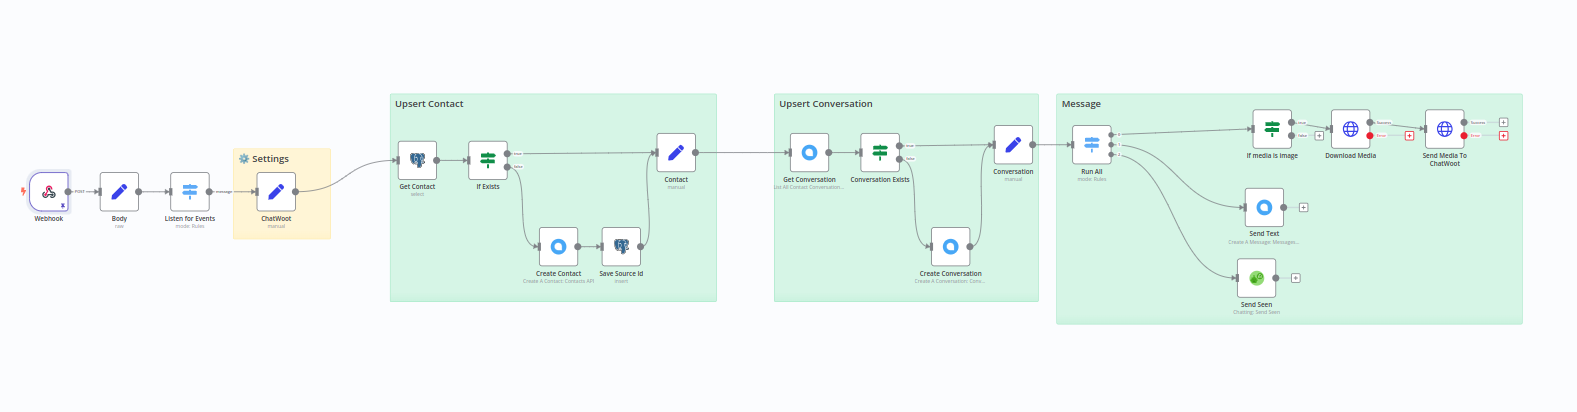 Upsert Contact
Upsert Conversation
Message
true
false
Success
Error
Success
Error
If media is Image
Download Media
Send Media To
ChatWoot
Settings
POST
message
Webhook
Body
raw
Listen for Events
mode: Rules
ChatWoot
manual
Get Contact
select
true
false
If Exists
Contact
manual
Get Conversation
List All Contact Conversation...
true
false
Conversation Exists
Conversation
manual
0
1
2
Run All
mode: Rules
Send Text
Create A Message: Messages...
Create Contact
Create A Contact: Contacts API
Save Source Id
insert
Create Conversation
Create A Conversation: Conv...
Send Seen
Chatting: Send Seen